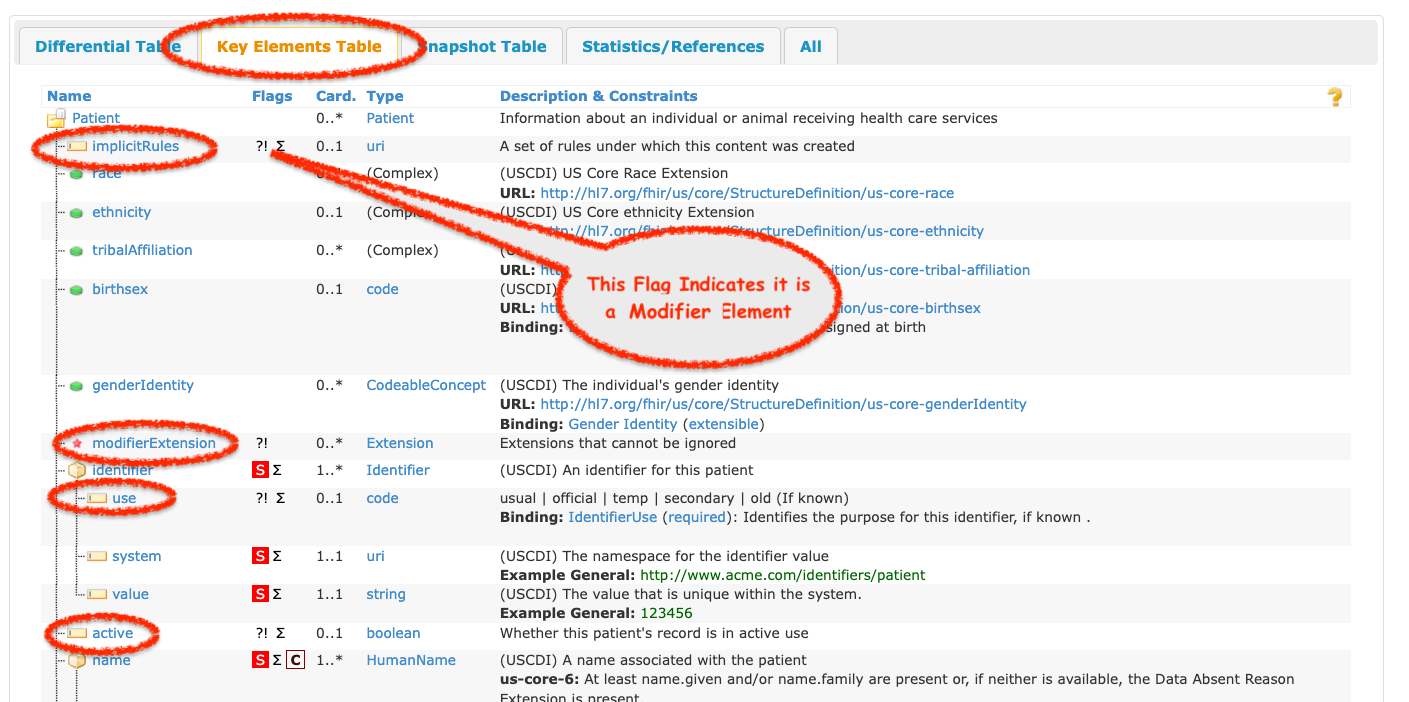 Differential Table Key Elements Table Snapshot Table Statistics/References All
Name Flags Card. Type Description & Constraints ?
Patient 0..* Patient Information about an individual or animal receiving health care services
implicitRules ?! Σ 0..1 uri A set of rules under which this content was created
race (Complex) (USCDI) US Core Race Extension
URL: http://hl7.org/fhir/us/core/StructureDefinition/us-core-race
ethnicity 0..1 (Complex) (USCDI) US Core ethnicity Extension
http://hl7.org/fhir/us/core/StructureDefinition/us-core-ethnicity
tribalAffiliation 0..* (Complex)
URL: /us-core-tribal-affiliation
birthsex 0..1 code (USCDI)
This Flag Indicates it is
a Modifier Element
URL: /us-core-birthsex
Binding: at birth
genderIdentity 0..* CodeableConcept (USCDI) The individual's gender identity
URL: http://hl7.org/fhir/us/core/StructureDefinition/us-core-genderIdentity
Binding: Gender Identity (extensible)
modifierExtension ?! 0..* Extension Extensions that cannot be ignored
identifier S Σ 1..* Identifier (USCDI) An identifier for this patient
use ?! Σ 0..1 code usual | official | temp | secondary | old (If known)
Binding: IdentifierUse (required): Identifies the purpose for this identifier, if known .
system S Σ 1..1 uri (USCDI) The namespace for the identifier value
Example General: http://www.acme.com/identifiers/patient
value S Σ 1..1 string (USCDI) The value that is unique within the system.
Example General: 123456
active ?! Σ 0..1 boolean Whether this patient's record is in active use
name S Σ C 1..* HumanName (USCDI) A name associated with the patient
us-core-6: At least name.given and/or name.family are present or, if neither is available, the Data Absent Reason
Extension is present